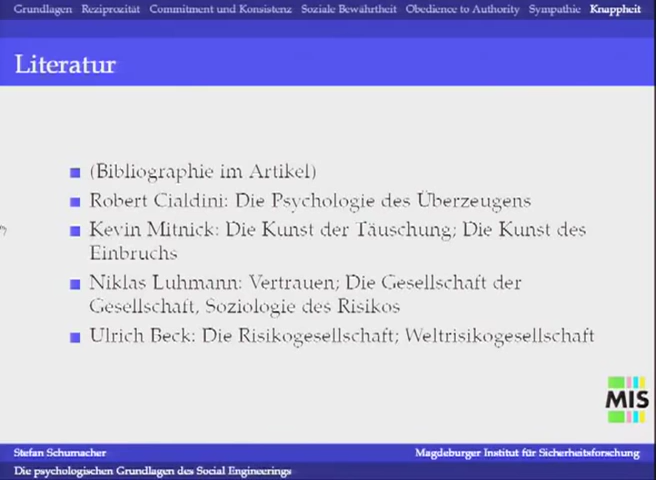 Grundlagen Reziprozität Commitment und Konsistenz Soziale Bewährtheit Obedience to Authority Sympathie Knappheit
Literatur
(Bibliographie im Artikel)
Robert Cialdini: Die Psychologie des Überzeugens
Kevin Mitnick: Die Kunst der Täuschung; Die Kunst des
Einbruchs
Niklas Luhmann: Vertrauen; Die Gesellschaft der
Gesellschaft, Soziologie des Risikos
Ulrich Beck: Die Risikogesellschaft; Weltrisikogesellschaft
MIS
Stefan Schumacher Magdeburger Institut für Sicherheitsforschung
Die psychologischen Grundlagen des Social Engineerings